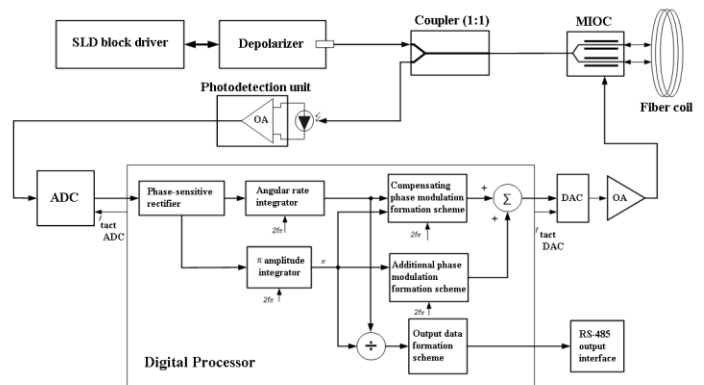 SLD block driver
Depolarizer
Coupler (1:1)
MIOC
Fiber coil
Photodetection unit
OA
ADC
f tact ADC
Phase-sensitive
rectifier
Angular rate
integrator
2fπ
Compensating
phase modulation
formation scheme
2fπ
+
+
Σ
DAC
OA
f tact DAC
π amplitude
integrator
π
2fπ
Additional phase
modulation
formation scheme
2fπ
÷
Output data
formation
scheme
RS-485
output
interface
Digital Processor